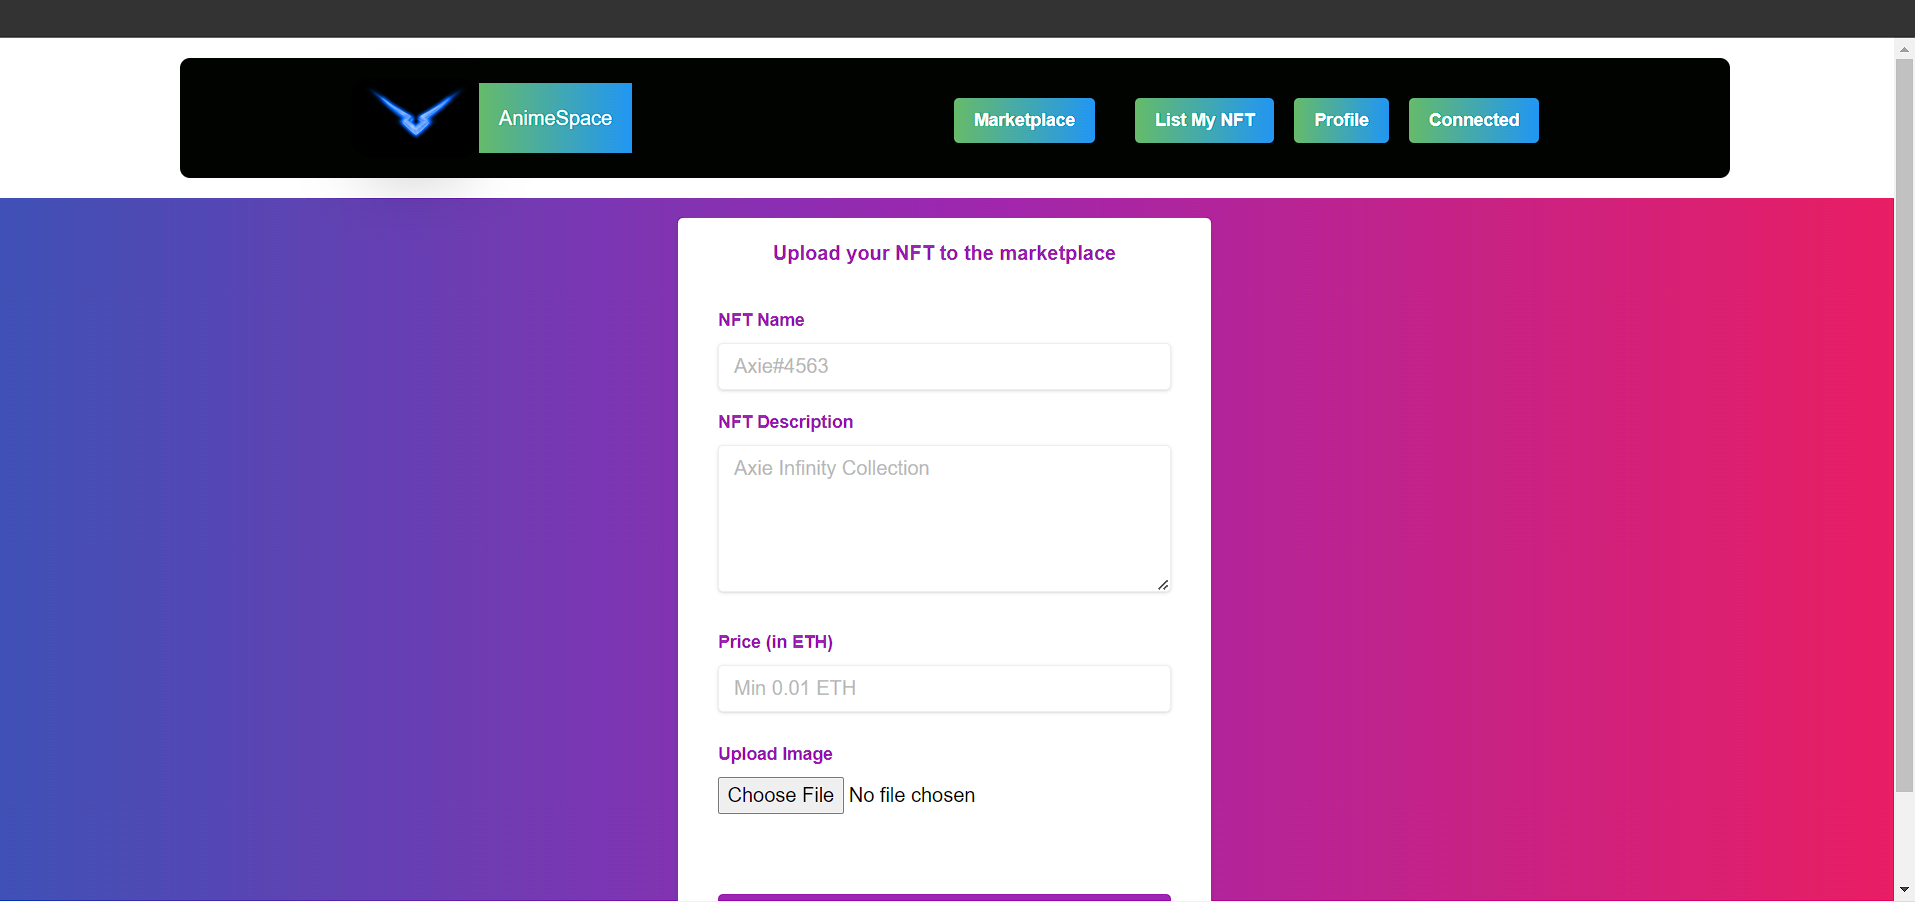 AnimeSpace
Marketplace
List My NFT
Profile
Connected
Upload your NFT to the marketplace
NFT Name
Axie#4563
NFT Description
Axie Infinity Collection
Price (in ETH)
Min 0.01 ETH
Upload Image
Choose File No file chosen